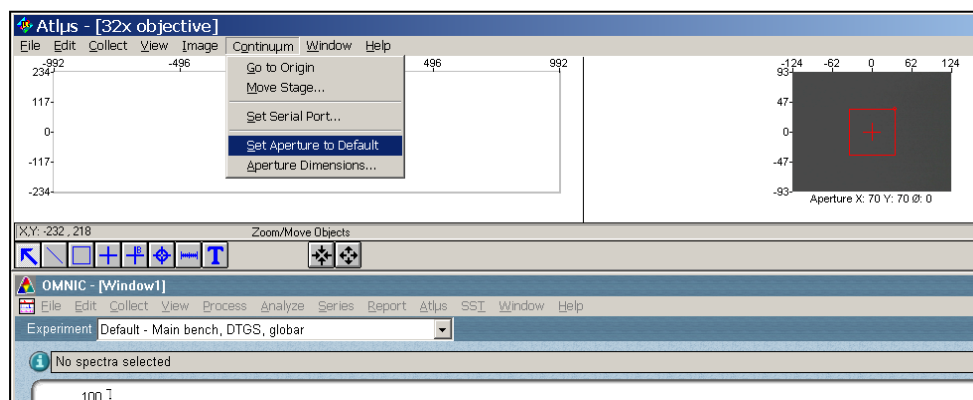 Atlµs - [32x objective]
File Edit Collect View Image Continuµm Window Help
-992 -496 496 992
234
117
0
-117
-234
Go to Origin
Move Stage...
Set Serial Port...
Set Aperture to Default
Aperture Dimensions...
-124 -62 0 62 124
93
47
0
-47
-93
Aperture X: 70 Y: 70 Ø: 0
X,Y: -232 , 218 Zoom/Move Objects
B
T
OMNIC - [Window1]
File Edit Collect View Process Analyze Series Report Atlµs SST Window Help
Experiment Default - Main bench, DTGS, globar
i No spectra selected
100